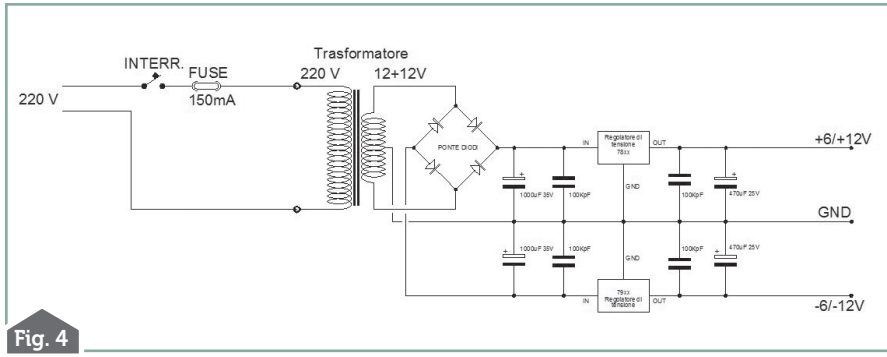 INTERR.
FUSE
150mA
220 V
Trasformatore
220 V
12+12V
PONTE DIODI
1000uF 35V
100KpF
IN
Regolatore di
tensione
78xx
OUT
GND
100KpF
470uF 25V
+6/+12V
GND
1000uF 35V
100KpF
IN
GND
79xx
Regolatore di
tensione
OUT
100KpF
470uF 25V
-6/-12V
Fig. 4